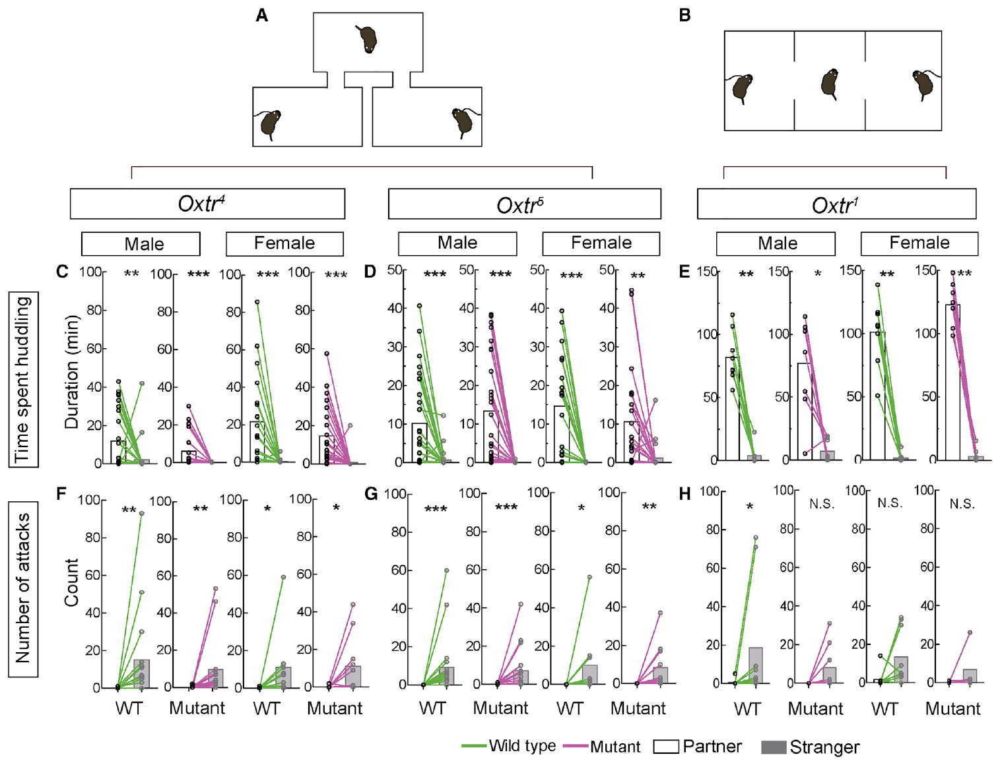 A
B
Oxtr⁴
Oxtr⁵
Oxtr¹
Male
Female
Male
Female
Male
Female
Time spent huddling
C
Duration (min)
100 80 60 40 20 0
**
100 80 60 40 20 0
***
100 80 60 40 20 0
***
100 80 60 40 20 0
***
D
50 40 30 20 10 0
***
50 40 30 20 10 0
***
50 40 30 20 10 0
***
50 40 30 20 10 0
**
E
150 100 50 0
**
150 100 50 0
*
150 100 50 0
**
150 100 50 0
**
Number of attacks
F
Count
100 80 60 40 20 0
**
100 80 60 40 20 0
**
100 80 60 40 20 0
*
100 80 60 40 20 0
*
G
100 80 60 40 20 0
***
100 80 60 40 20 0
***
100 80 60 40 20 0
*
100 80 60 40 20 0
**
H
100 80 60 40 20 0
*
100 80 60 40 20 0
N.S.
100 80 60 40 20 0
N.S.
100 80 60 40 20 0
N.S.
WT Mutant WT Mutant WT Mutant WT Mutant WT Mutant WT Mutant
Wild type Mutant Partner Stranger